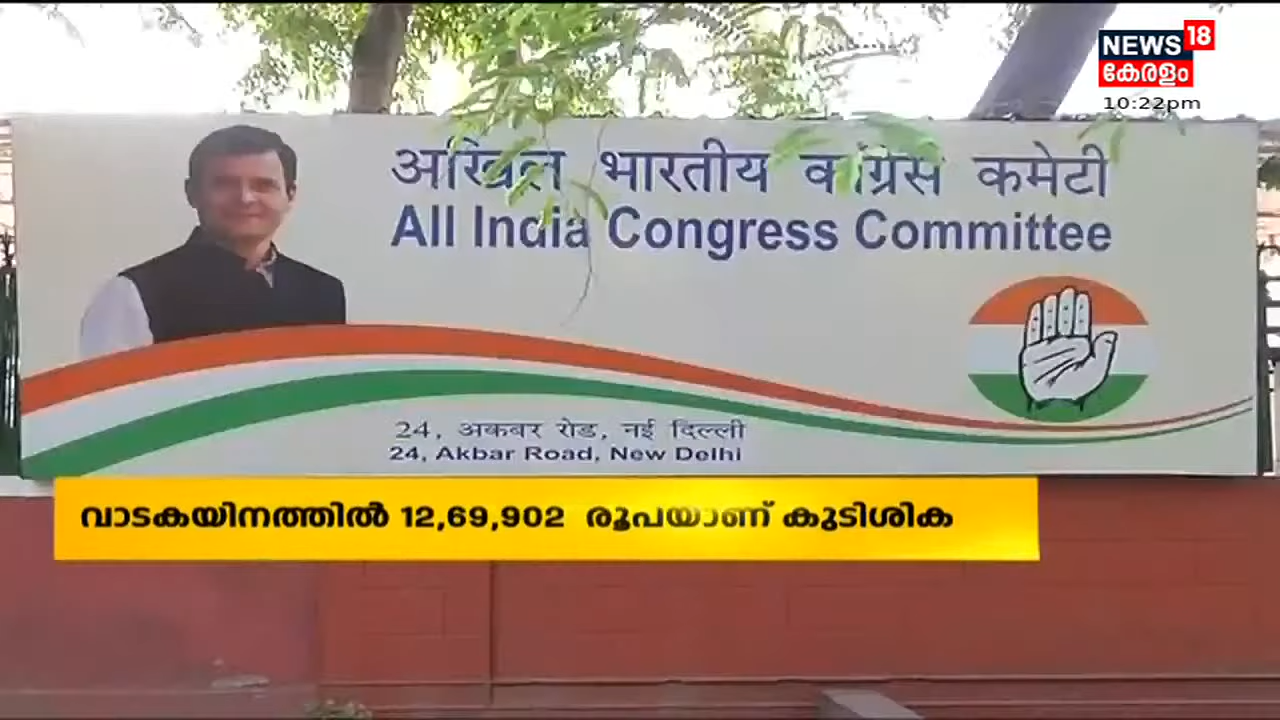 NEWS 18
കേരളം
10:22pm
अखिल भारतीय कांग्रेस कमेटी
All India Congress Committee
24, अकबर रोड, नई दिल्ली
24, Akbar Road, New Delhi
വാടകയിനത്തിൽ 12,69,902 രൂപയാണ് കുടിശിക